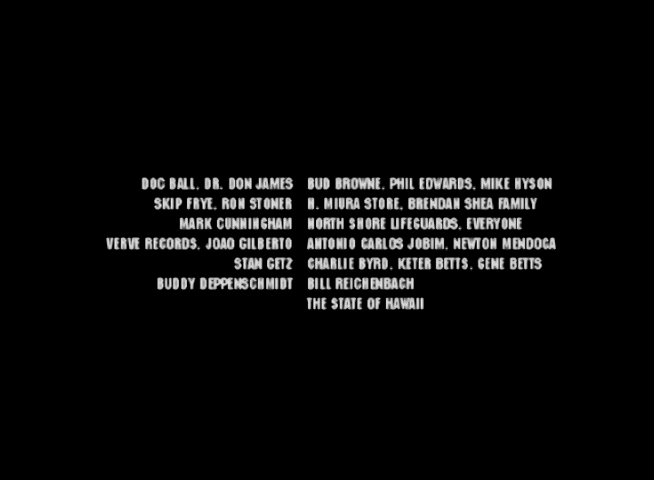 DOC BALL, DR. DON JAMES BUD BROWNE, PHIL EDWARDS, MIKE HYSON
SKIP FRYE, RON STONER H. MIURA STORE, BRENDAN SHEA FAMILY
MARK CUNNINGHAM NORTH SHORE LIFEGUARDS, EVERYONE
VERVE RECORDS, JOAO GILBERTO ANTONIO CARLOS JOBIM, NEWTON MENDOCA
STAN GETZ CHARLIE BYRD, KETER BETTS, GENE BETTS
BUDDY DEPPENSCHMIDT BILL REICHENBACH
THE STATE OF HAWAII